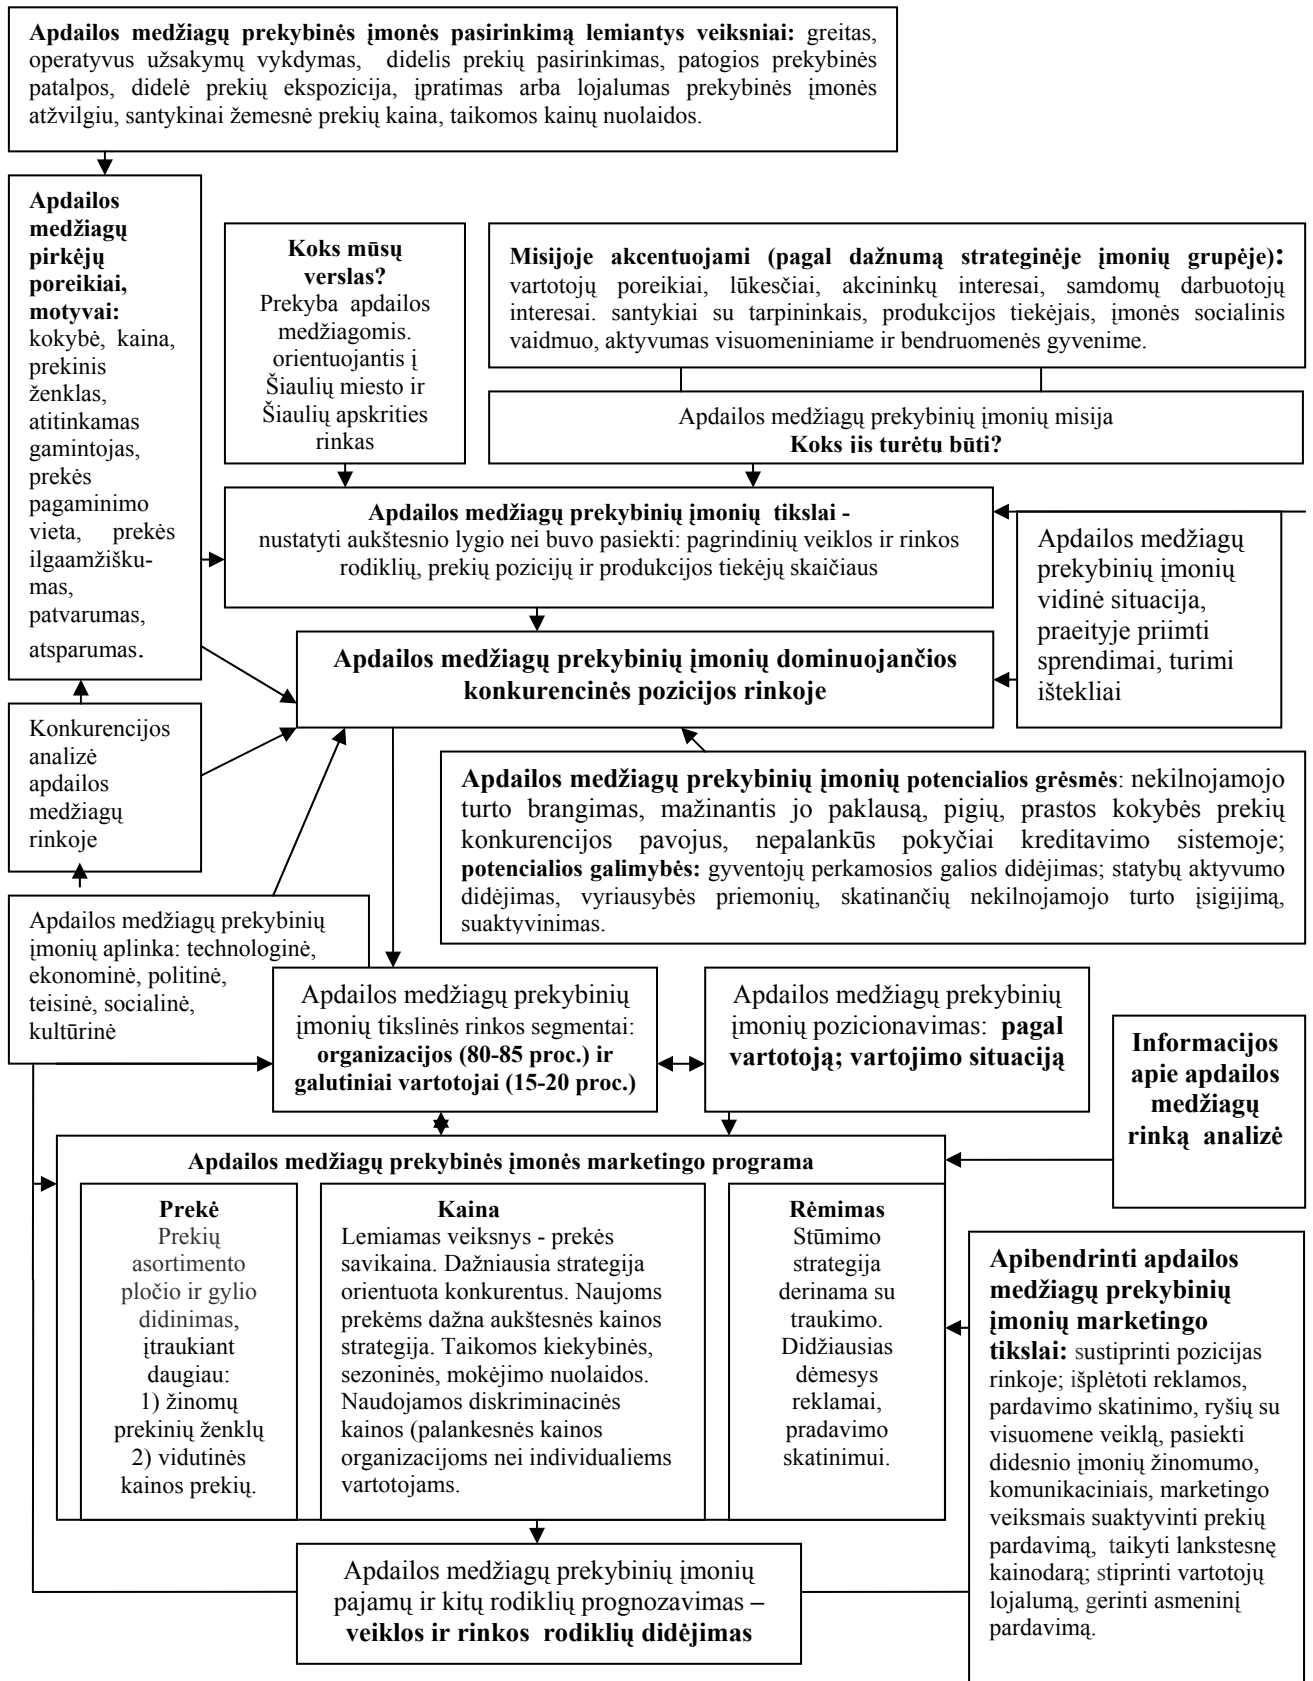 Apdailos medžiagų prekybinės įmonės pasirinkimą lemiantys veiksniai: greitas,
operatyvus užsakymų vykdymas, didelis prekių pasirinkimas, patogios prekybinės
patalpos, didelė prekių ekspozicija, įpratimas arba lojalumas prekybinės įmonės
atžvilgiu, santykinai žemesnė prekių kaina, taikomos kainų nuolaidos.
Apdailos
medžiagų
pirkėjų
poreikiai,
motyvai:
kokybė, kaina,
prekinis
ženklas,
atitinkamas
gamintojas,
prekės
pagaminimo
vieta, prekės
ilgaamžišku-
mas,
patvarumas,
atsparumas.
Koks mūsų
verslas?
Prekyba apdailos
medžiagomis.
orientuojantis į
Šiaulių miesto ir
Šiaulių apskrities
rinkas
Misijoje akcentuojami (pagal dažnumą strateginėje įmonių grupėje):
vartotojų poreikiai, lūkesčiai, akcininkų interesai, samdomų darbuotojų
interesai. santykiai su tarpininkais, produkcijos tiekėjais, įmonės socialinis
vaidmuo, aktyvumas visuomeniniame ir bendruomenės gyvenime.
Apdailos medžiagų prekybinių įmonių misija
Koks jis turėtu būti?
Apdailos medžiagų prekybinių įmonių tikslai -
nustatyti aukštesnio lygio nei buvo pasiekti: pagrindinių veiklos ir rinkos
rodiklių, prekių pozicijų ir produkcijos tiekėjų skaičiaus
Apdailos medžiagų
prekybinių įmonių
vidinė situacija,
praeityje priimti
sprendimai, turimi
ištekliai
Apdailos medžiagų prekybinių įmonių dominuojančios
konkurencinės pozicijos rinkoje
Konkurencijos
analizė
apdailos
medžiagų
rinkoje
Apdailos medžiagų prekybinių įmonių potencialios grėsmės: nekilnojamojo
turto brangimas, mažinantis jo paklausą, pigių, prastos kokybės prekių
konkurencijos pavojus, nepalankūs pokyčiai kreditavimo sistemoje;
potencialios galimybės: gyventojų perkamosios galios didėjimas; statybų aktyvumo
didėjimas, vyriausybės priemonių, skatinančių nekilnojamojo turto įsigijimą,
suaktyvinimas.
Apdailos medžiagų prekybinių
įmonių aplinka: technologinė,
ekonominė, politinė,
teisinė, socialinė,
kultūrinė
Apdailos medžiagų prekybinių
įmonių tikslinės rinkos segmentai:
organizacijos (80-85 proc.) ir
galutiniai vartotojai (15-20 proc.)
Apdailos medžiagų prekybinių
įmonių pozicionavimas: pagal
vartotoją; vartojimo situaciją
Informacijos
apie apdailos
medžiagų
rinką analizė
Apdailos medžiagų prekybinės įmonės marketingo programa
Prekė
Prekių
asortimento
pločio ir gylio
didinimas,
įtraukiant
daugiau:
1) žinomų
prekinių ženklų
2) vidutinės
kainos prekių.
Kaina
Lemiamas veiksnys - prekės
savikaina. Dažniausia strategija
orientuota konkurentus. Naujoms
prekėms dažna aukštesnės kainos
strategija. Taikomos kiekybinės,
sezoninės, mokėjimo nuolaidos.
Naudojamos diskriminacinės
kainos (palankesnės kainos
organizacijoms nei individualiems
vartotojams.
Rėmimas
Stūmimo
strategija
derinama su
traukimo.
Didžiausias
dėmesys
reklamai,
pradavimo
skatinimui.
Apibendrinti apdailos
medžiagų prekybinių
įmonių marketingo
tikslai: sustiprinti pozicijas
rinkoje; išplėtoti reklamos,
pardavimo skatinimo, ryšių su
visuomene veiklą, pasiekti
didesnio įmonių žinomumo,
komunikaciniais, marketingo
veiksmais suaktyvinti prekių
pardavimą, taikyti lankstesnę
kainodarą; stiprinti vartotojų
lojalumą, gerinti asmeninį
pardavimą.
Apdailos medžiagų prekybinių įmonių
pajamų ir kitų rodiklių prognozavimas –
veiklos ir rinkos rodiklių didėjimas